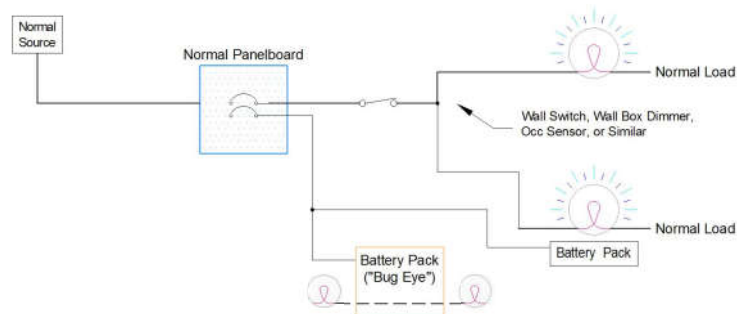 Normal
Source
Normal Panelboard
Normal Load
Wall Switch, Wall Box Dimmer,
Occ Sensor, or Similar
Normal Load
Battery Pack
Battery Pack
("Bug Eye")